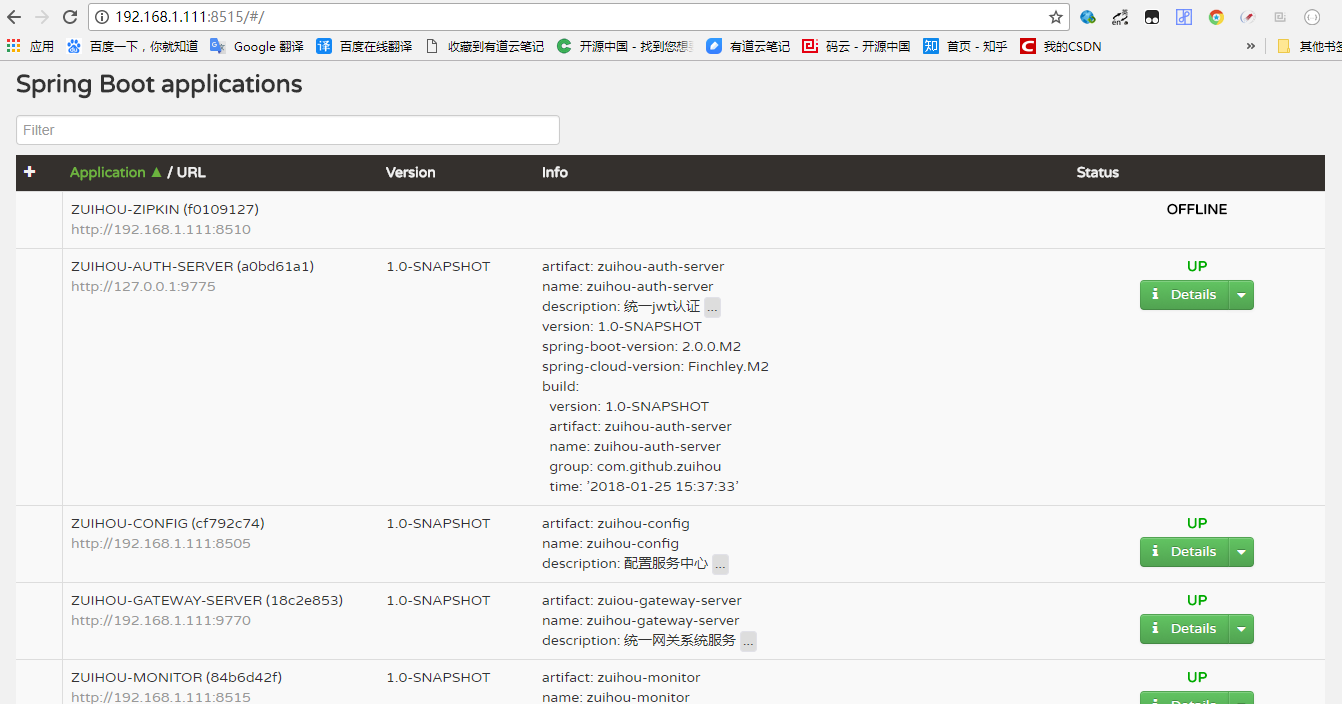 192.168.1.111:8515/#/
应用 百度一下，你就知道 Google 翻译 百度在线翻译 收藏到有道云笔记 开源中国 - 找到您想 有道云笔记 码云 - 开源中国 首页 - 知乎 我的CSDN » 其他书签
Spring Boot applications
Filter
Application ▲ / URL Version Info Status
ZUIHOU-ZIPKIN (f0109127) OFFLINE
http://192.168.1.111:8510
ZUIHOU-AUTH-SERVER (a0bd61a1) 1.0-SNAPSHOT artifact: zuihou-auth-server UP
http://127.0.0.1:9775 name: zuihou-auth-server Details
description: 统一jwt认证 ...
version: 1.0-SNAPSHOT
spring-boot-version: 2.0.0.M2
spring-cloud-version: Finchley.M2
build:
version: 1.0-SNAPSHOT
artifact: zuihou-auth-server
name: zuihou-auth-server
group: com.github.zuihou
time: '2018-01-25 15:37:33'
ZUIHOU-CONFIG (cf792c74) 1.0-SNAPSHOT artifact: zuihou-config UP
http://192.168.1.111:8505 name: zuihou-config Details
description: 配置服务中心 ...
ZUIHOU-GATEWAY-SERVER (18c2e853) 1.0-SNAPSHOT artifact: zuiou-gateway-server UP
http://192.168.1.111:9770 name: zuihou-gateway-server Details
description: 统一网关系统服务 ...
ZUIHOU-MONITOR (84b6d42f) 1.0-SNAPSHOT artifact: zuihou-monitor UP
http://192.168.1.111:8515 name: zuihou-monitor Details